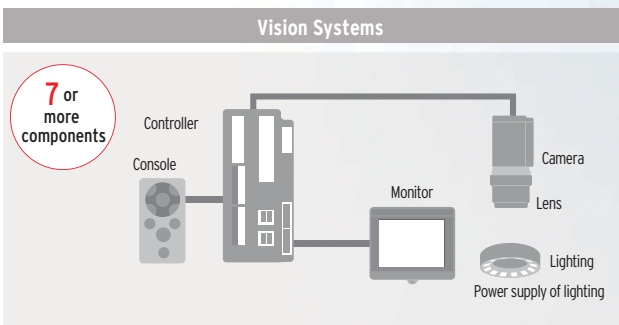 Vision Systems
7 or
more
components
Controller
Console
Monitor
Camera
Lens
Lighting
Power supply of lighting